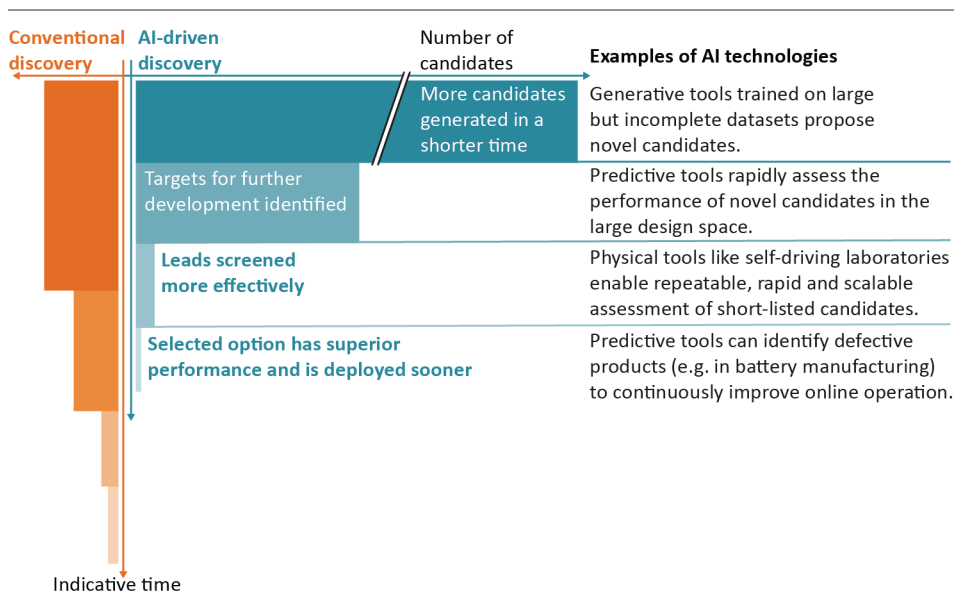 Conventional
discovery
AI-driven
discovery
Number of
candidates
Examples of AI technologies
More candidates
generated in a
shorter time
Generative tools trained on large
but incomplete datasets propose
novel candidates.
Targets for further
development identified
Predictive tools rapidly assess the
performance of novel candidates in the
large design space.
Leads screened
more effectively
Physical tools like self-driving laboratories
enable repeatable, rapid and scalable
assessment of short-listed candidates.
Selected option has superior
performance and is deployed sooner
Predictive tools can identify defective
products (e.g. in battery manufacturing)
to continuously improve online operation.
Indicative time